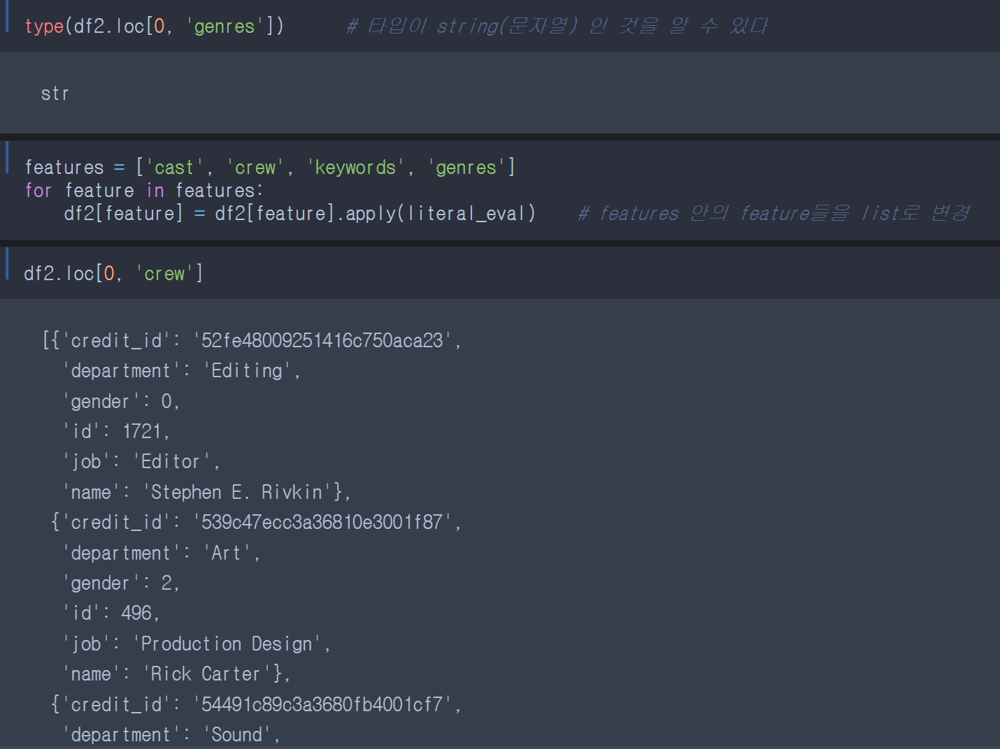 type(df2.loc[0, 'genres'])      # 타입이 string(문자열) 인 것을 알 수 있다
str
features = ['cast', 'crew', 'keywords', 'genres']
for feature in features:
    df2[feature] = df2[feature].apply(literal_eval)    # features 안의 feature들을 list로 변경
df2.loc[0, 'crew']
[{'credit_id': '52fe48009251416c750aca23',
  'department': 'Editing',
  'gender': 0,
  'id': 1721,
  'job': 'Editor',
  'name': 'Stephen E. Rivkin'},
 {'credit_id': '539c47ecc3a36810e3001f87',
  'department': 'Art',
  'gender': 2,
  'id': 496,
  'job': 'Production Design',
  'name': 'Rick Carter'},
 {'credit_id': '54491c89c3a3680fb4001cf7',
  'department': 'Sound',